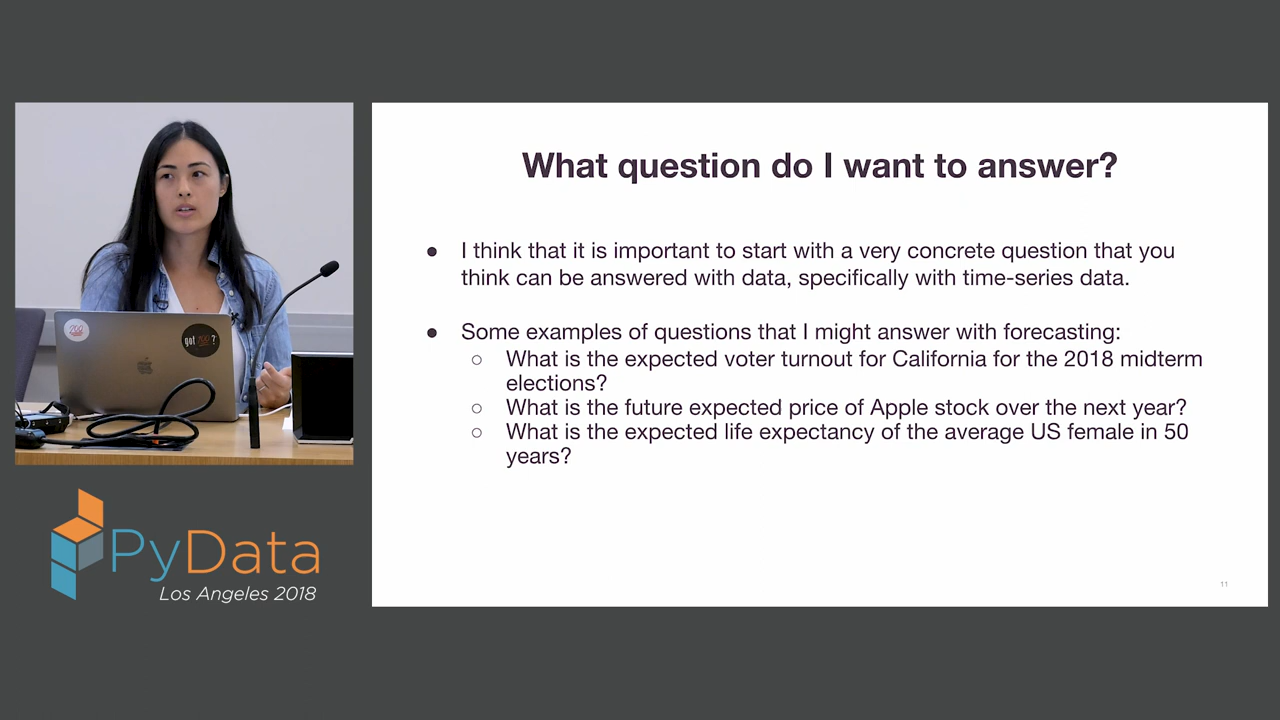 What question do I want to answer?
● I think that it is important to start with a very concrete question that you
think can be answered with data, specifically with time-series data.
● Some examples of questions that I might answer with forecasting:
○ What is the expected voter turnout for California for the 2018 midterm
elections?
○ What is the future expected price of Apple stock over the next year?
○ What is the expected life expectancy of the average US female in 50
years?
11
got 100 ?
100
PyData
Los Angeles 2018